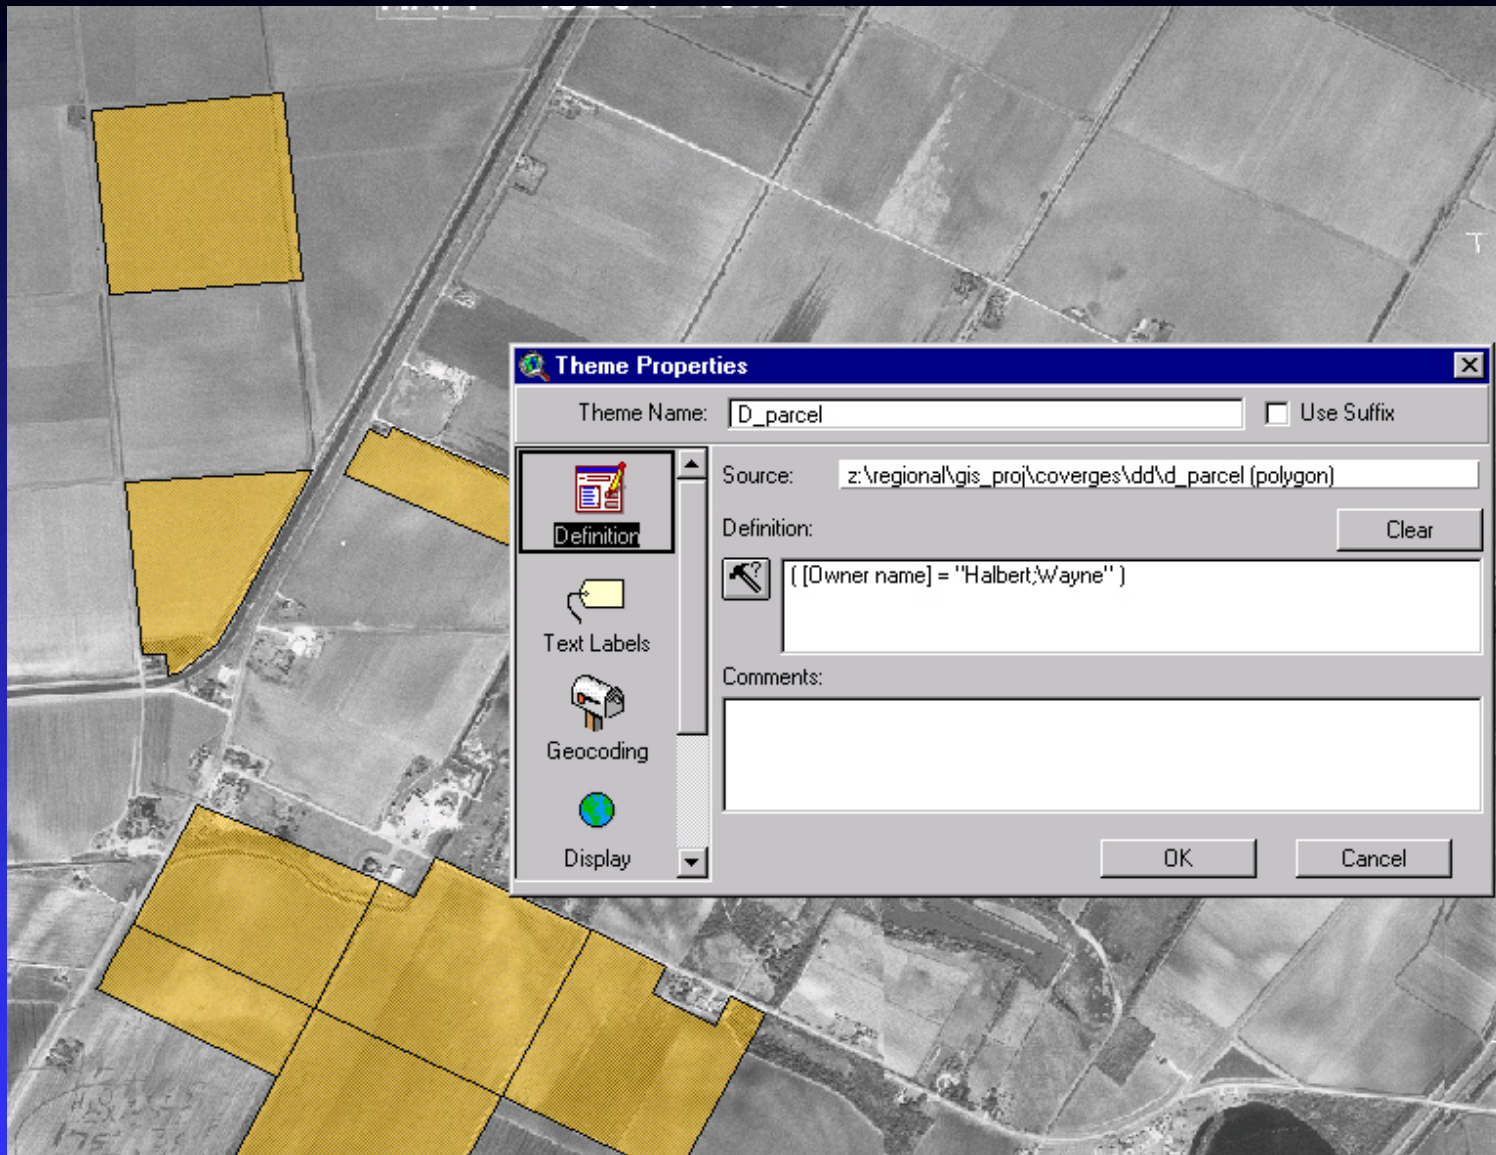 Theme Properties
Theme Name: D_parcel Use Suffix
Source: z:\regional\gis_proj\coverges\dd\d_parcel (polygon)
Definition
Definition:
Clear
( [Owner name] = "Halbert;Wayne" )
Text Labels
Comments:
Geocoding
Display
OK Cancel